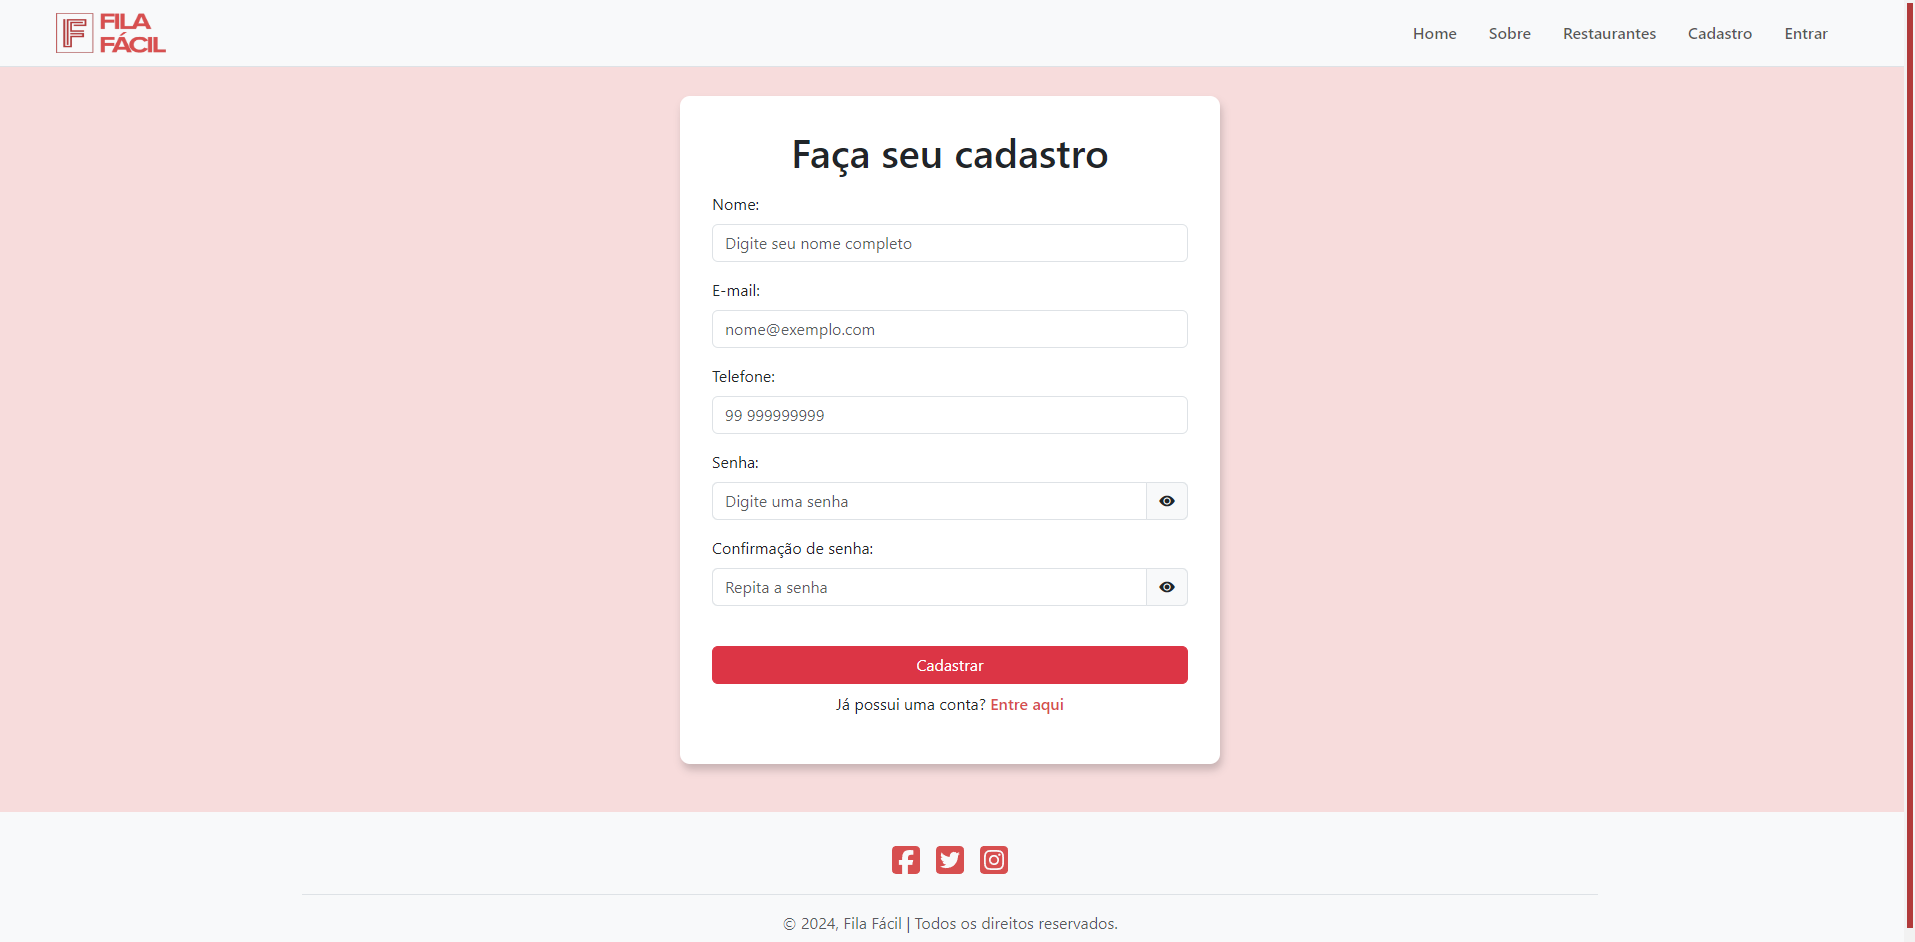 FILA
FÁCIL
Home Sobre Restaurantes Cadastro Entrar
Faça seu cadastro
Nome:
Digite seu nome completo
E-mail:
nome@exemplo.com
Telefone:
99 999999999
Senha:
Digite uma senha
Confirmação de senha:
Repita a senha
Cadastrar
Já possui uma conta? Entre aqui
© 2024, Fila Fácil | Todos os direitos reservados.